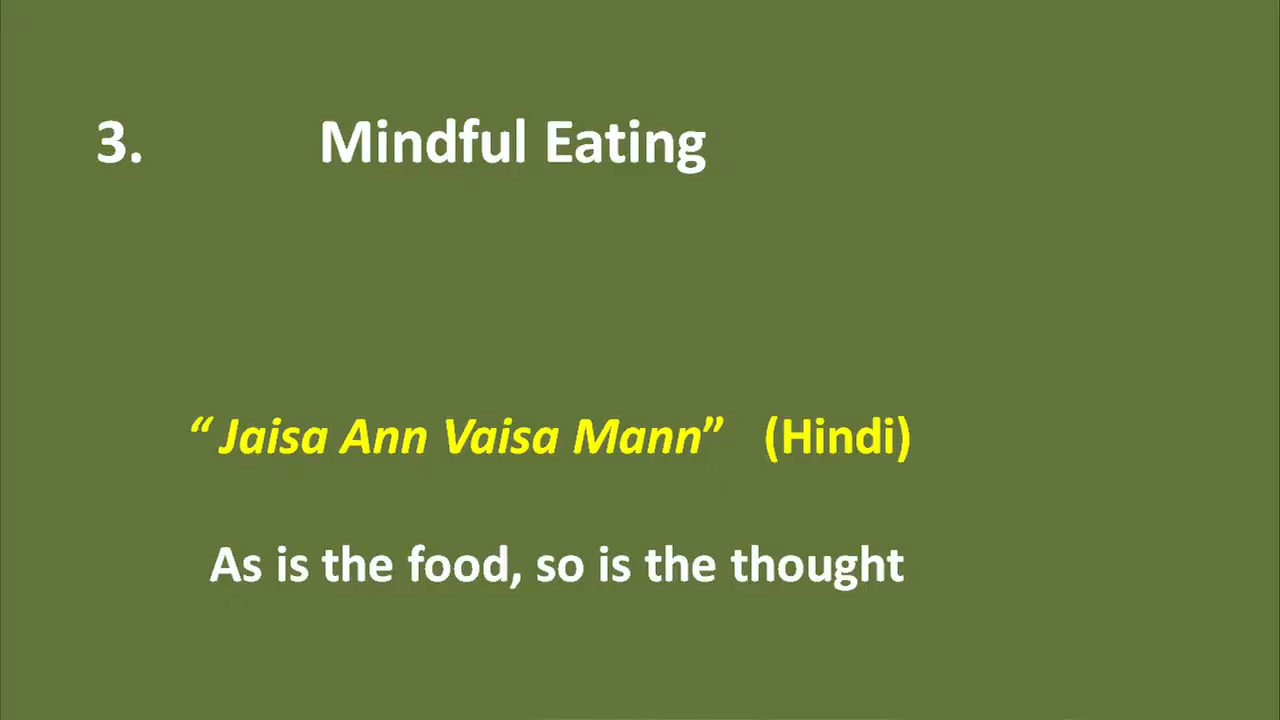 3. Mindful Eating
“ Jaisa Ann Vaisa Mann” (Hindi)
As is the food, so is the thought